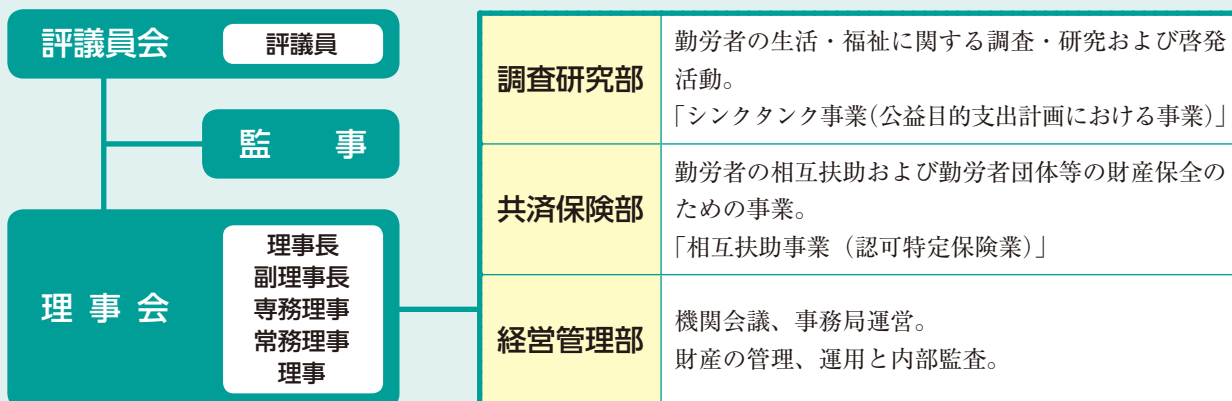 評議員会
評議員
監　事
理事会
理事長
副理事長
専務理事
常務理事
理事
調査研究部
勤労者の生活・福祉に関する調査・研究および啓発
活動。
「シンクタンク事業(公益目的支出計画における事業)」
共済保険部
勤労者の相互扶助および勤労者団体等の財産保全の
ための事業。
「相互扶助事業（認可特定保険業）」
経営管理部
機関会議、事務局運営。
財産の管理、運用と内部監査。